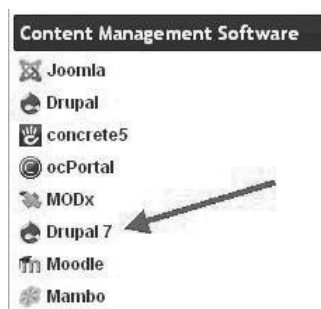 Content Management Software
Joomla
Drupal
concrete5
ocPortal
MODx
Drupal 7
Moodle
Mambo